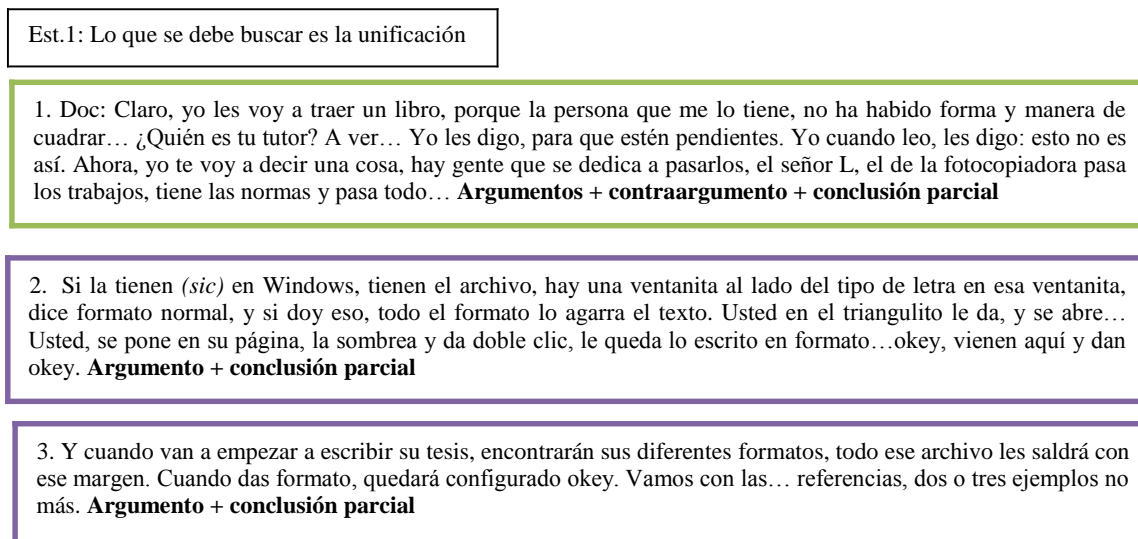 Est.1: Lo que se debe buscar es la unificación
1. Doc: Claro, yo les voy a traer un libro, porque la persona que me lo tiene, no ha habido forma y manera de
cuadrar… ¿Quién es tu tutor? A ver… Yo les digo, para que estén pendientes. Yo cuando leo, les digo: esto no es
así. Ahora, yo te voy a decir una cosa, hay gente que se dedica a pasarlos, el señor L, el de la fotocopiadora pasa
los trabajos, tiene las normas y pasa todo… Argumentos + contraargumento + conclusión parcial
2. Si la tienen (sic) en Windows, tienen el archivo, hay una ventanita al lado del tipo de letra en esa ventanita,
dice formato normal, y si doy eso, todo el formato lo agarra el texto. Usted en el triangulito le da, y se abre…
Usted, se pone en su página, la sombrea y da doble clic, le queda lo escrito en formato…okey, vienen aquí y dan
okey. Argumento + conclusión parcial
3. Y cuando van a empezar a escribir su tesis, encontrarán sus diferentes formatos, todo ese archivo les saldrá con
ese margen. Cuando das formato, quedará configurado okey. Vamos con las… referencias, dos o tres ejemplos no
más. Argumento + conclusión parcial